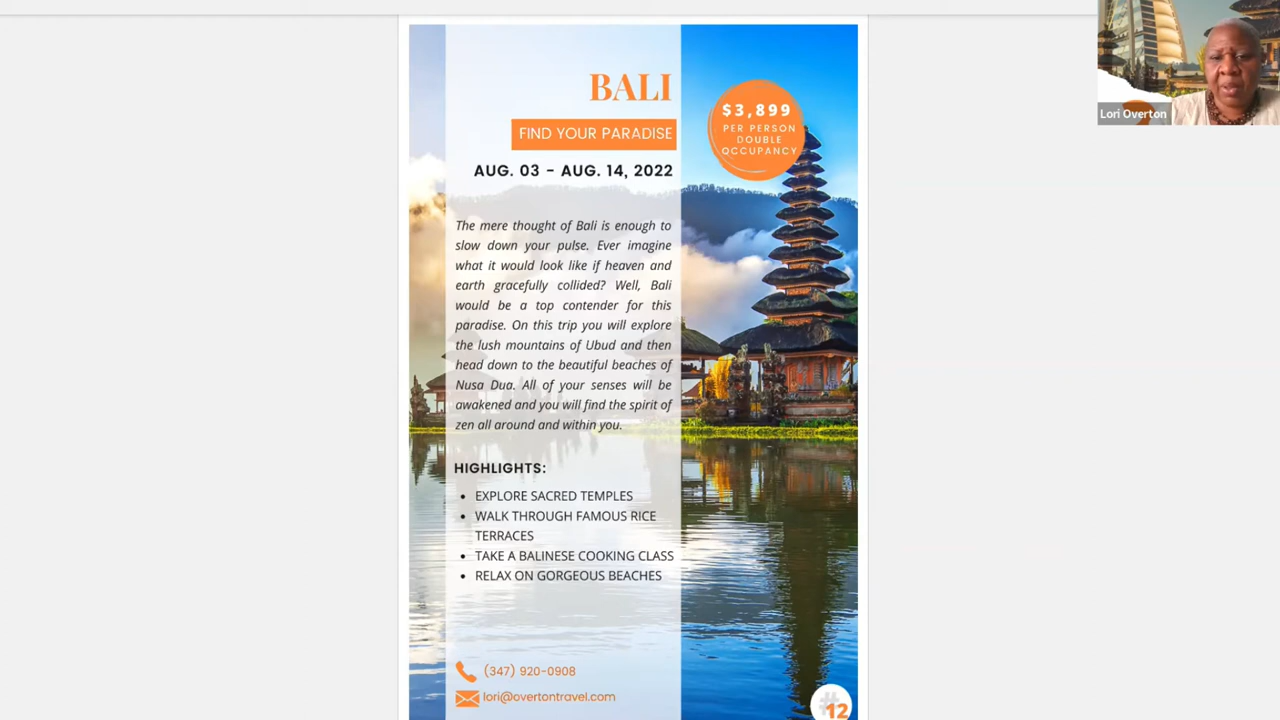 BALI
FIND YOUR PARADISE
AUG. 03 - AUG. 14, 2022
$3,899
PER PERSON
DOUBLE
OCCUPANCY
The mere thought of Bali is enough to
slow down your pulse. Ever imagine
what it would look like if heaven and
earth gracefully collided? Well, Bali
would be a top contender for this
paradise. On this trip you will explore
the lush mountains of Ubud and then
head down to the beautiful beaches of
Nusa Dua. All of your senses will be
awakened and you will find the spirit of
zen all around and within you.
HIGHLIGHTS:
• EXPLORE SACRED TEMPLES
• WALK THROUGH FAMOUS RICE
TERRACES
• TAKE A BALINESE COOKING CLASS
• RELAX ON GORGEOUS BEACHES
(347) 920-0908
lori@overtontravel.com
#12
Lori Overton